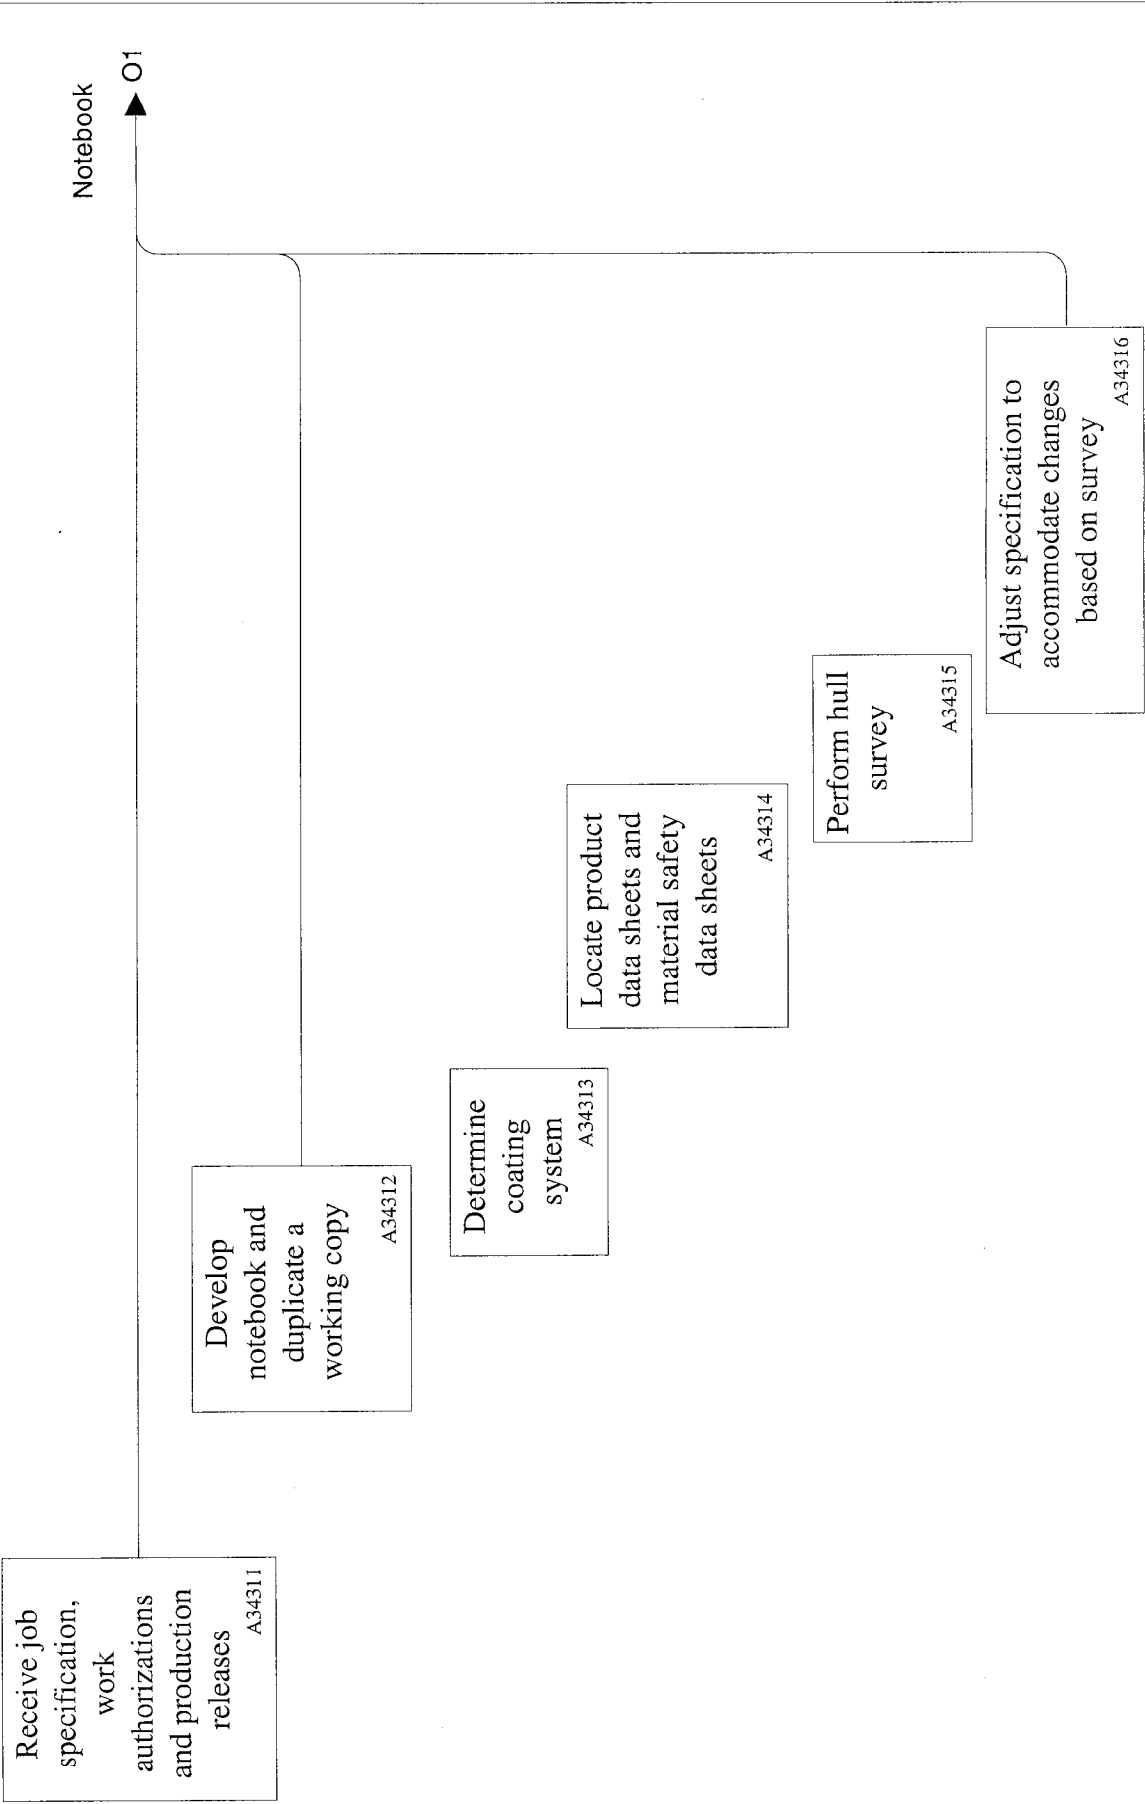 Receive job
specification,
work
authorizations
and production
releases
A34311
Notebook
O1
Develop
notebook and
duplicate a
working copy
A34312
Determine
coating
system
A34313
Locate product
data sheets and
material safety
data sheets
A34314
Perform hull
survey
A34315
Adjust specification to
accommodate changes
based on survey
A34316